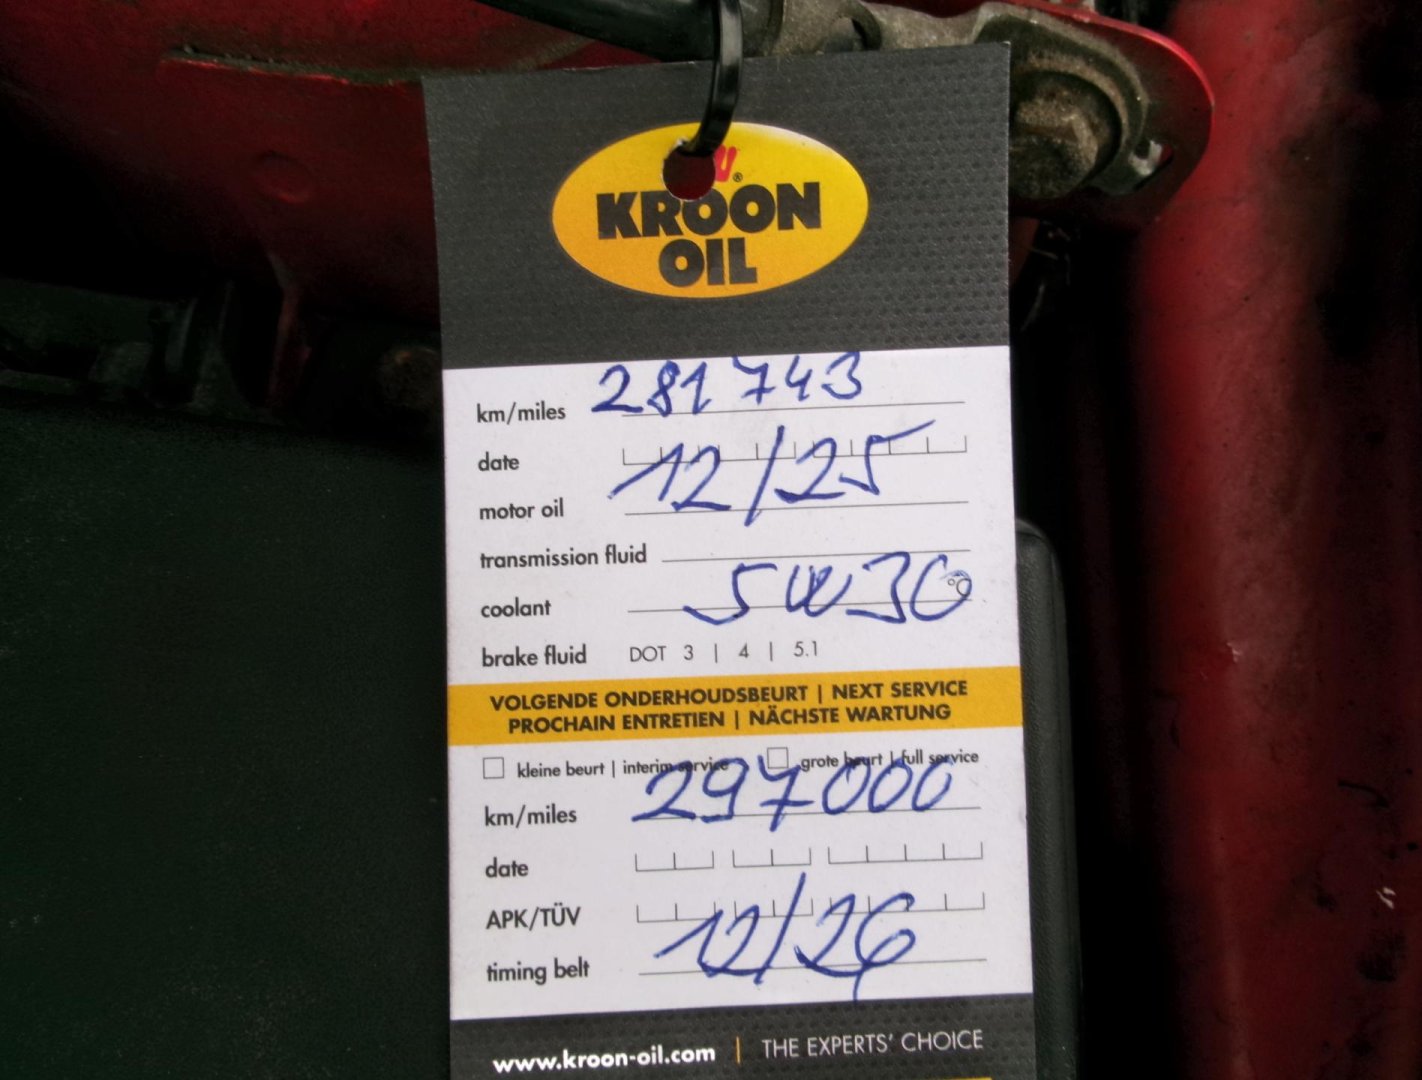 KROON
OIL
®
km/miles 281 743
date 12/25
motor oil
transmission fluid
coolant 5W30
brake fluid DOT 3 | 4 | 5.1
VOLGENDE ONDERHOUDSBEURT | NEXT SERVICE
PROCHAIN ENTRETIEN | NÄCHSTE WARTUNG
kleine beurt | interim service grote beurt | full service
km/miles 297000
date
APK/TÜV 12/26
timing belt
www.kroon-oil.com | THE EXPERTS' CHOICE